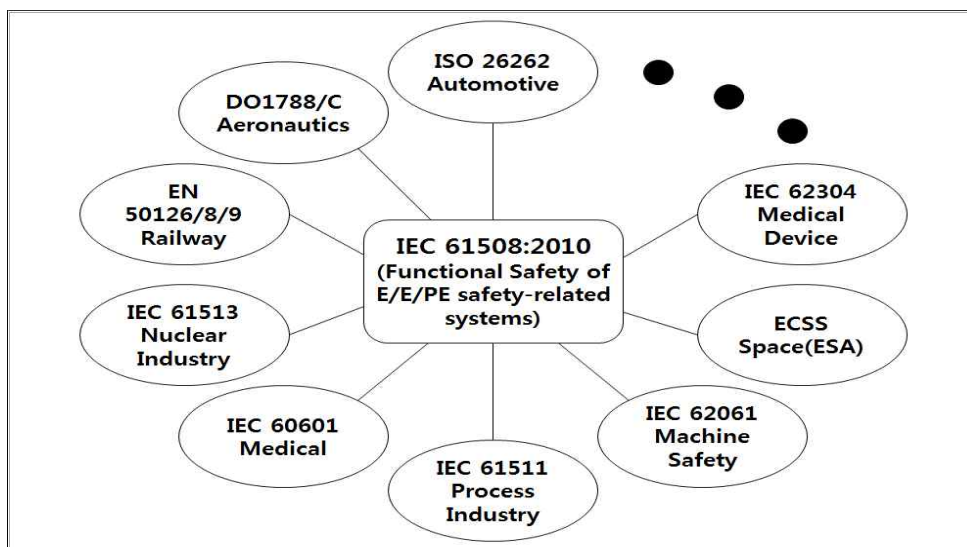 ISO 26262
Automotive
DO1788/C
Aeronautics
EN
50126/8/9
Railway
IEC 62304
Medical
Device
IEC 61508:2010
(Functional Safety of
E/E/PE safety-related
systems)
IEC 61513
Nuclear
Industry
ECSS
Space(ESA)
IEC 60601
Medical
IEC 62061
Machine
Safety
IEC 61511
Process
Industry